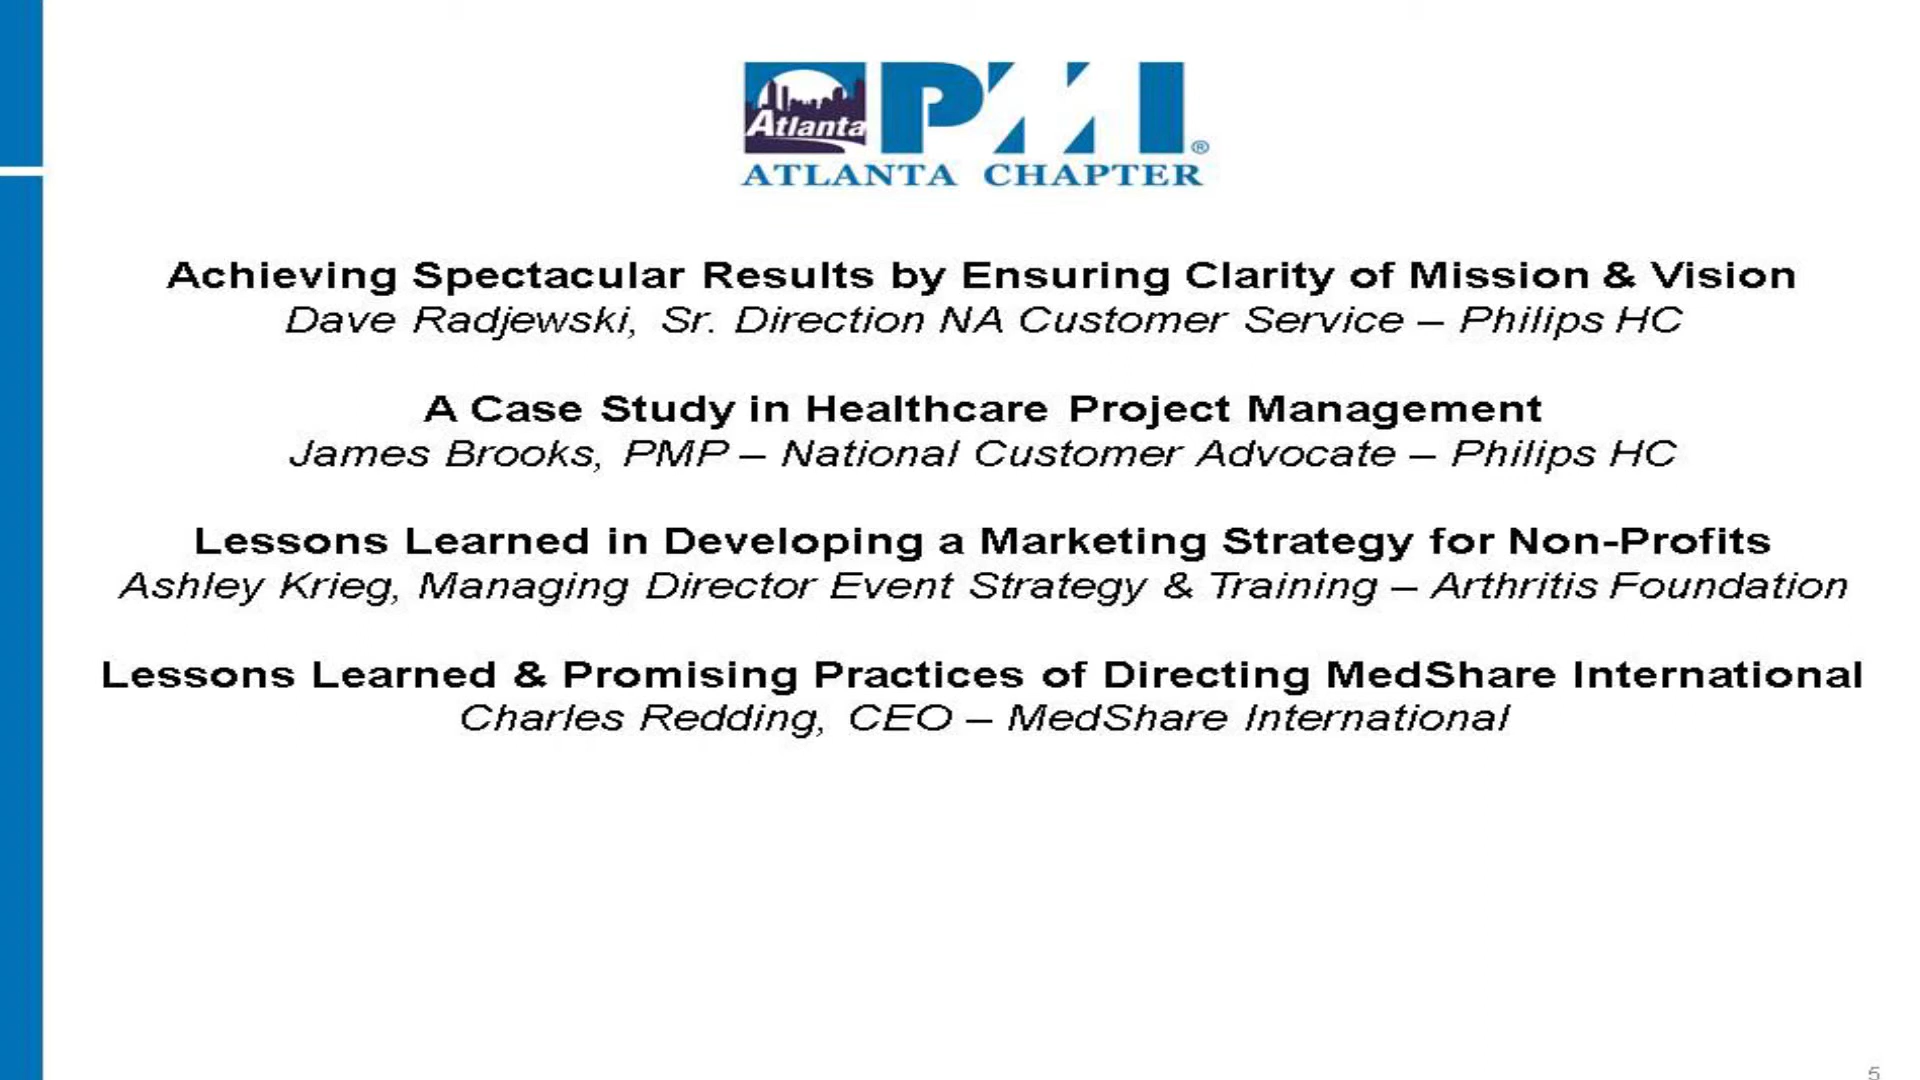 Atlanta PMI®
ATLANTA CHAPTER
Achieving Spectacular Results by Ensuring Clarity of Mission & Vision
Dave Radjewski, Sr. Direction NA Customer Service – Philips HC
A Case Study in Healthcare Project Management
James Brooks, PMP – National Customer Advocate – Philips HC
Lessons Learned in Developing a Marketing Strategy for Non-Profits
Ashley Krieg, Managing Director Event Strategy & Training – Arthritis Foundation
Lessons Learned & Promising Practices of Directing MedShare International
Charles Redding, CEO – MedShare International
5